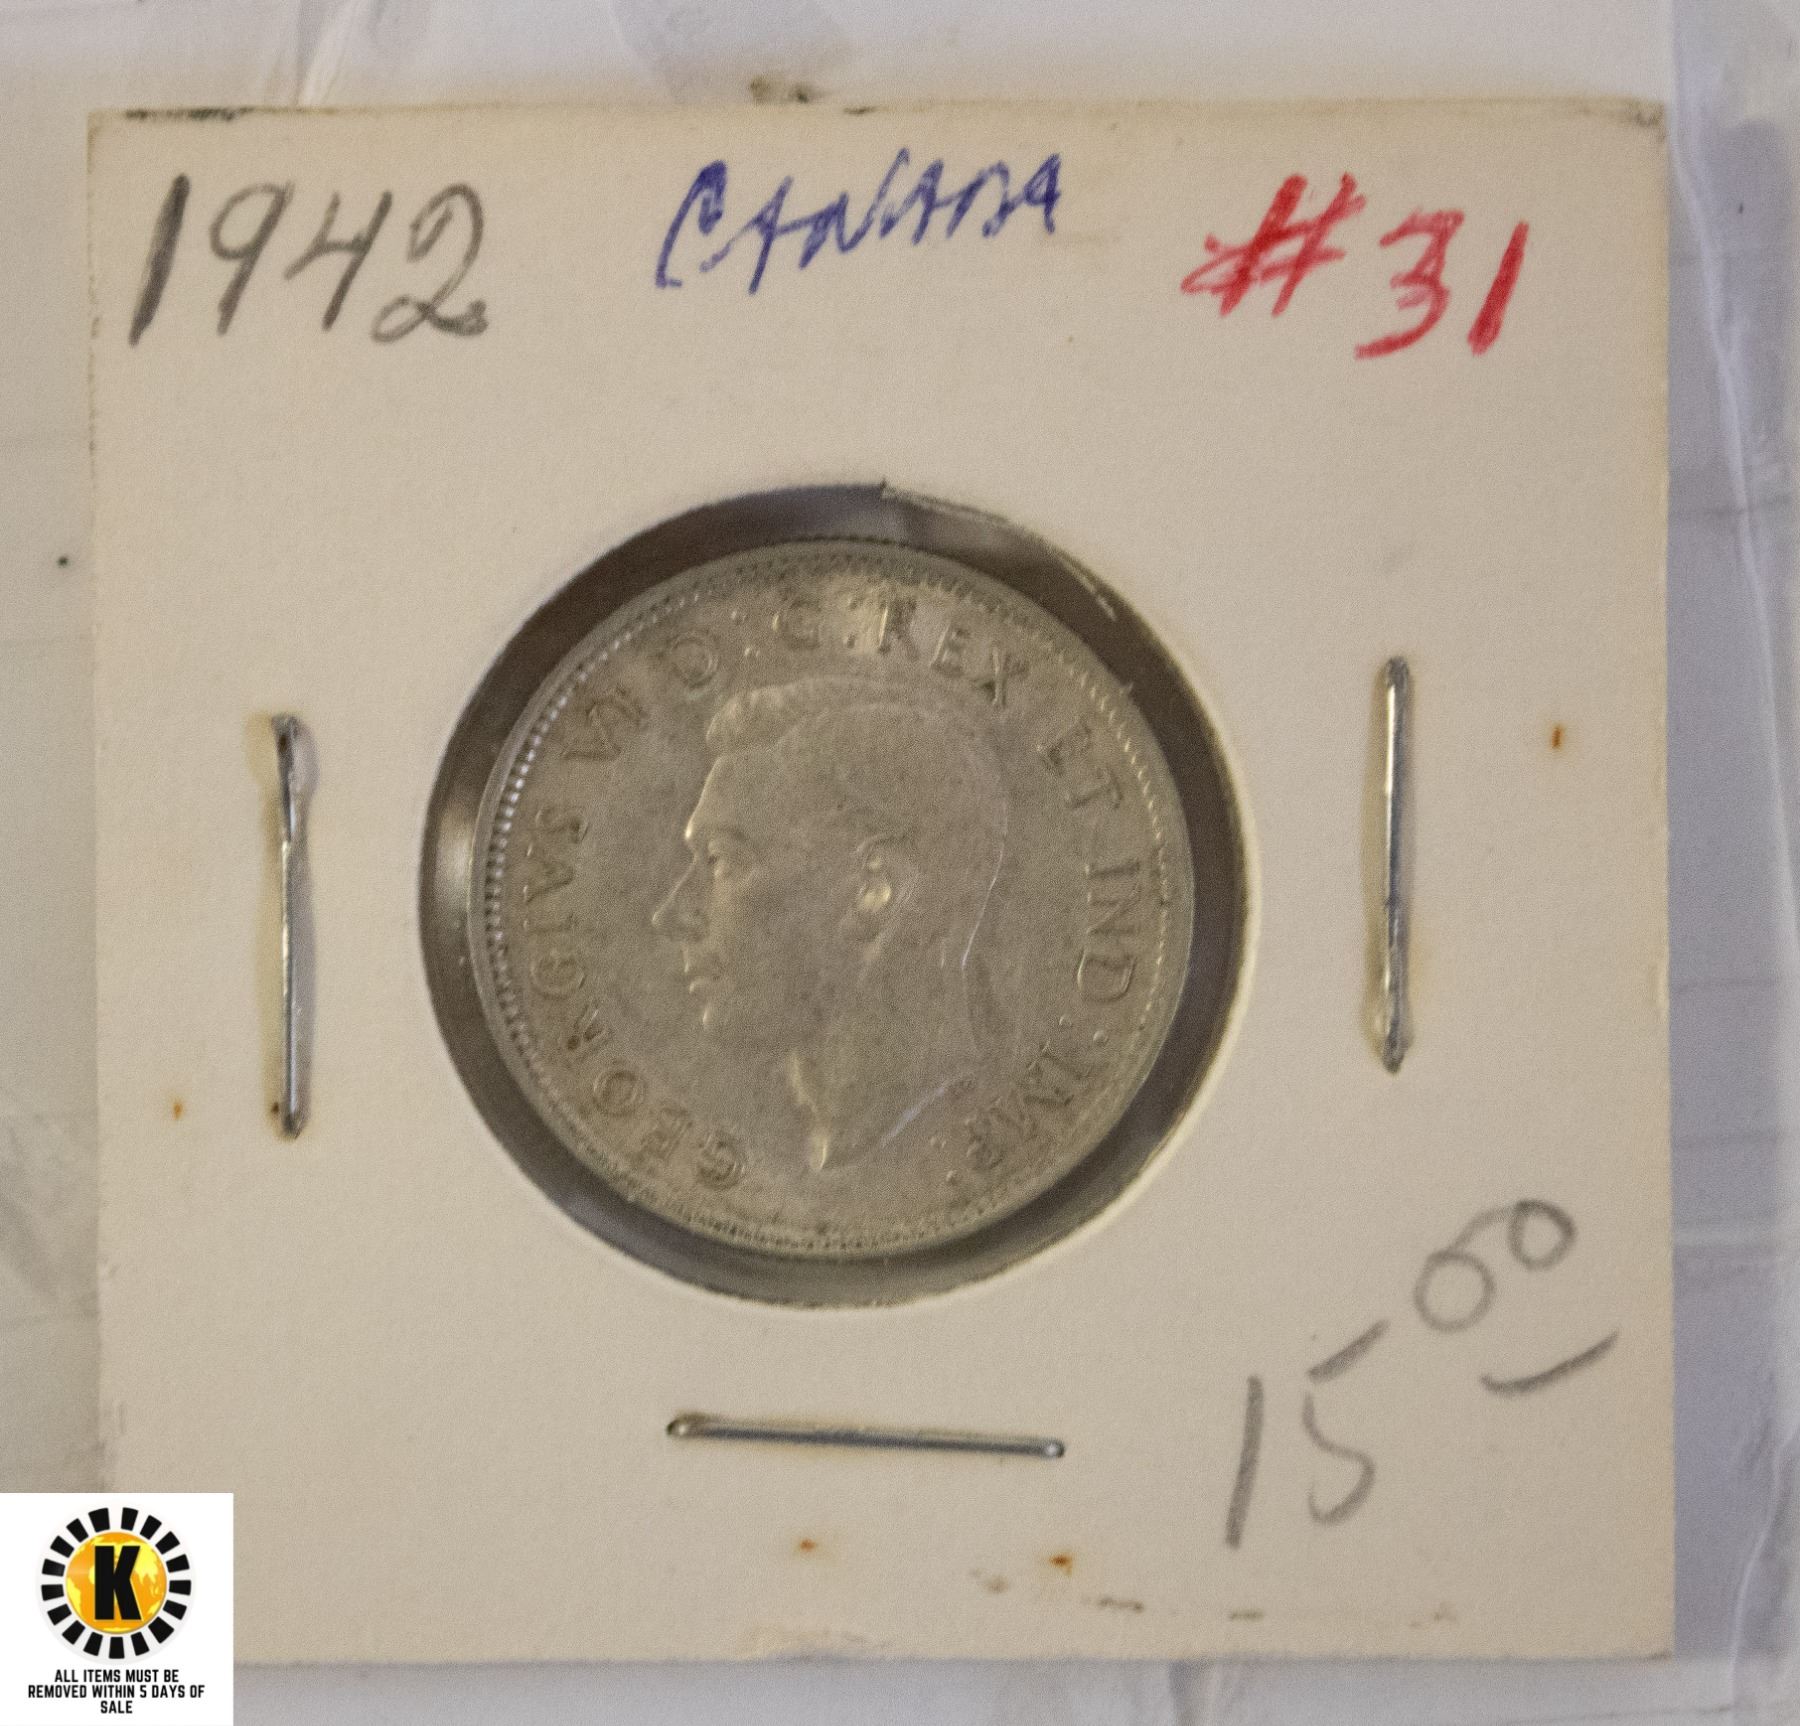 1942 CANADA #31
GEORGIVS VI D:G:REX ET IND:IMP:
15 00
K
ALL ITEMS MUST BE
REMOVED WITHIN 5 DAYS OF
SALE